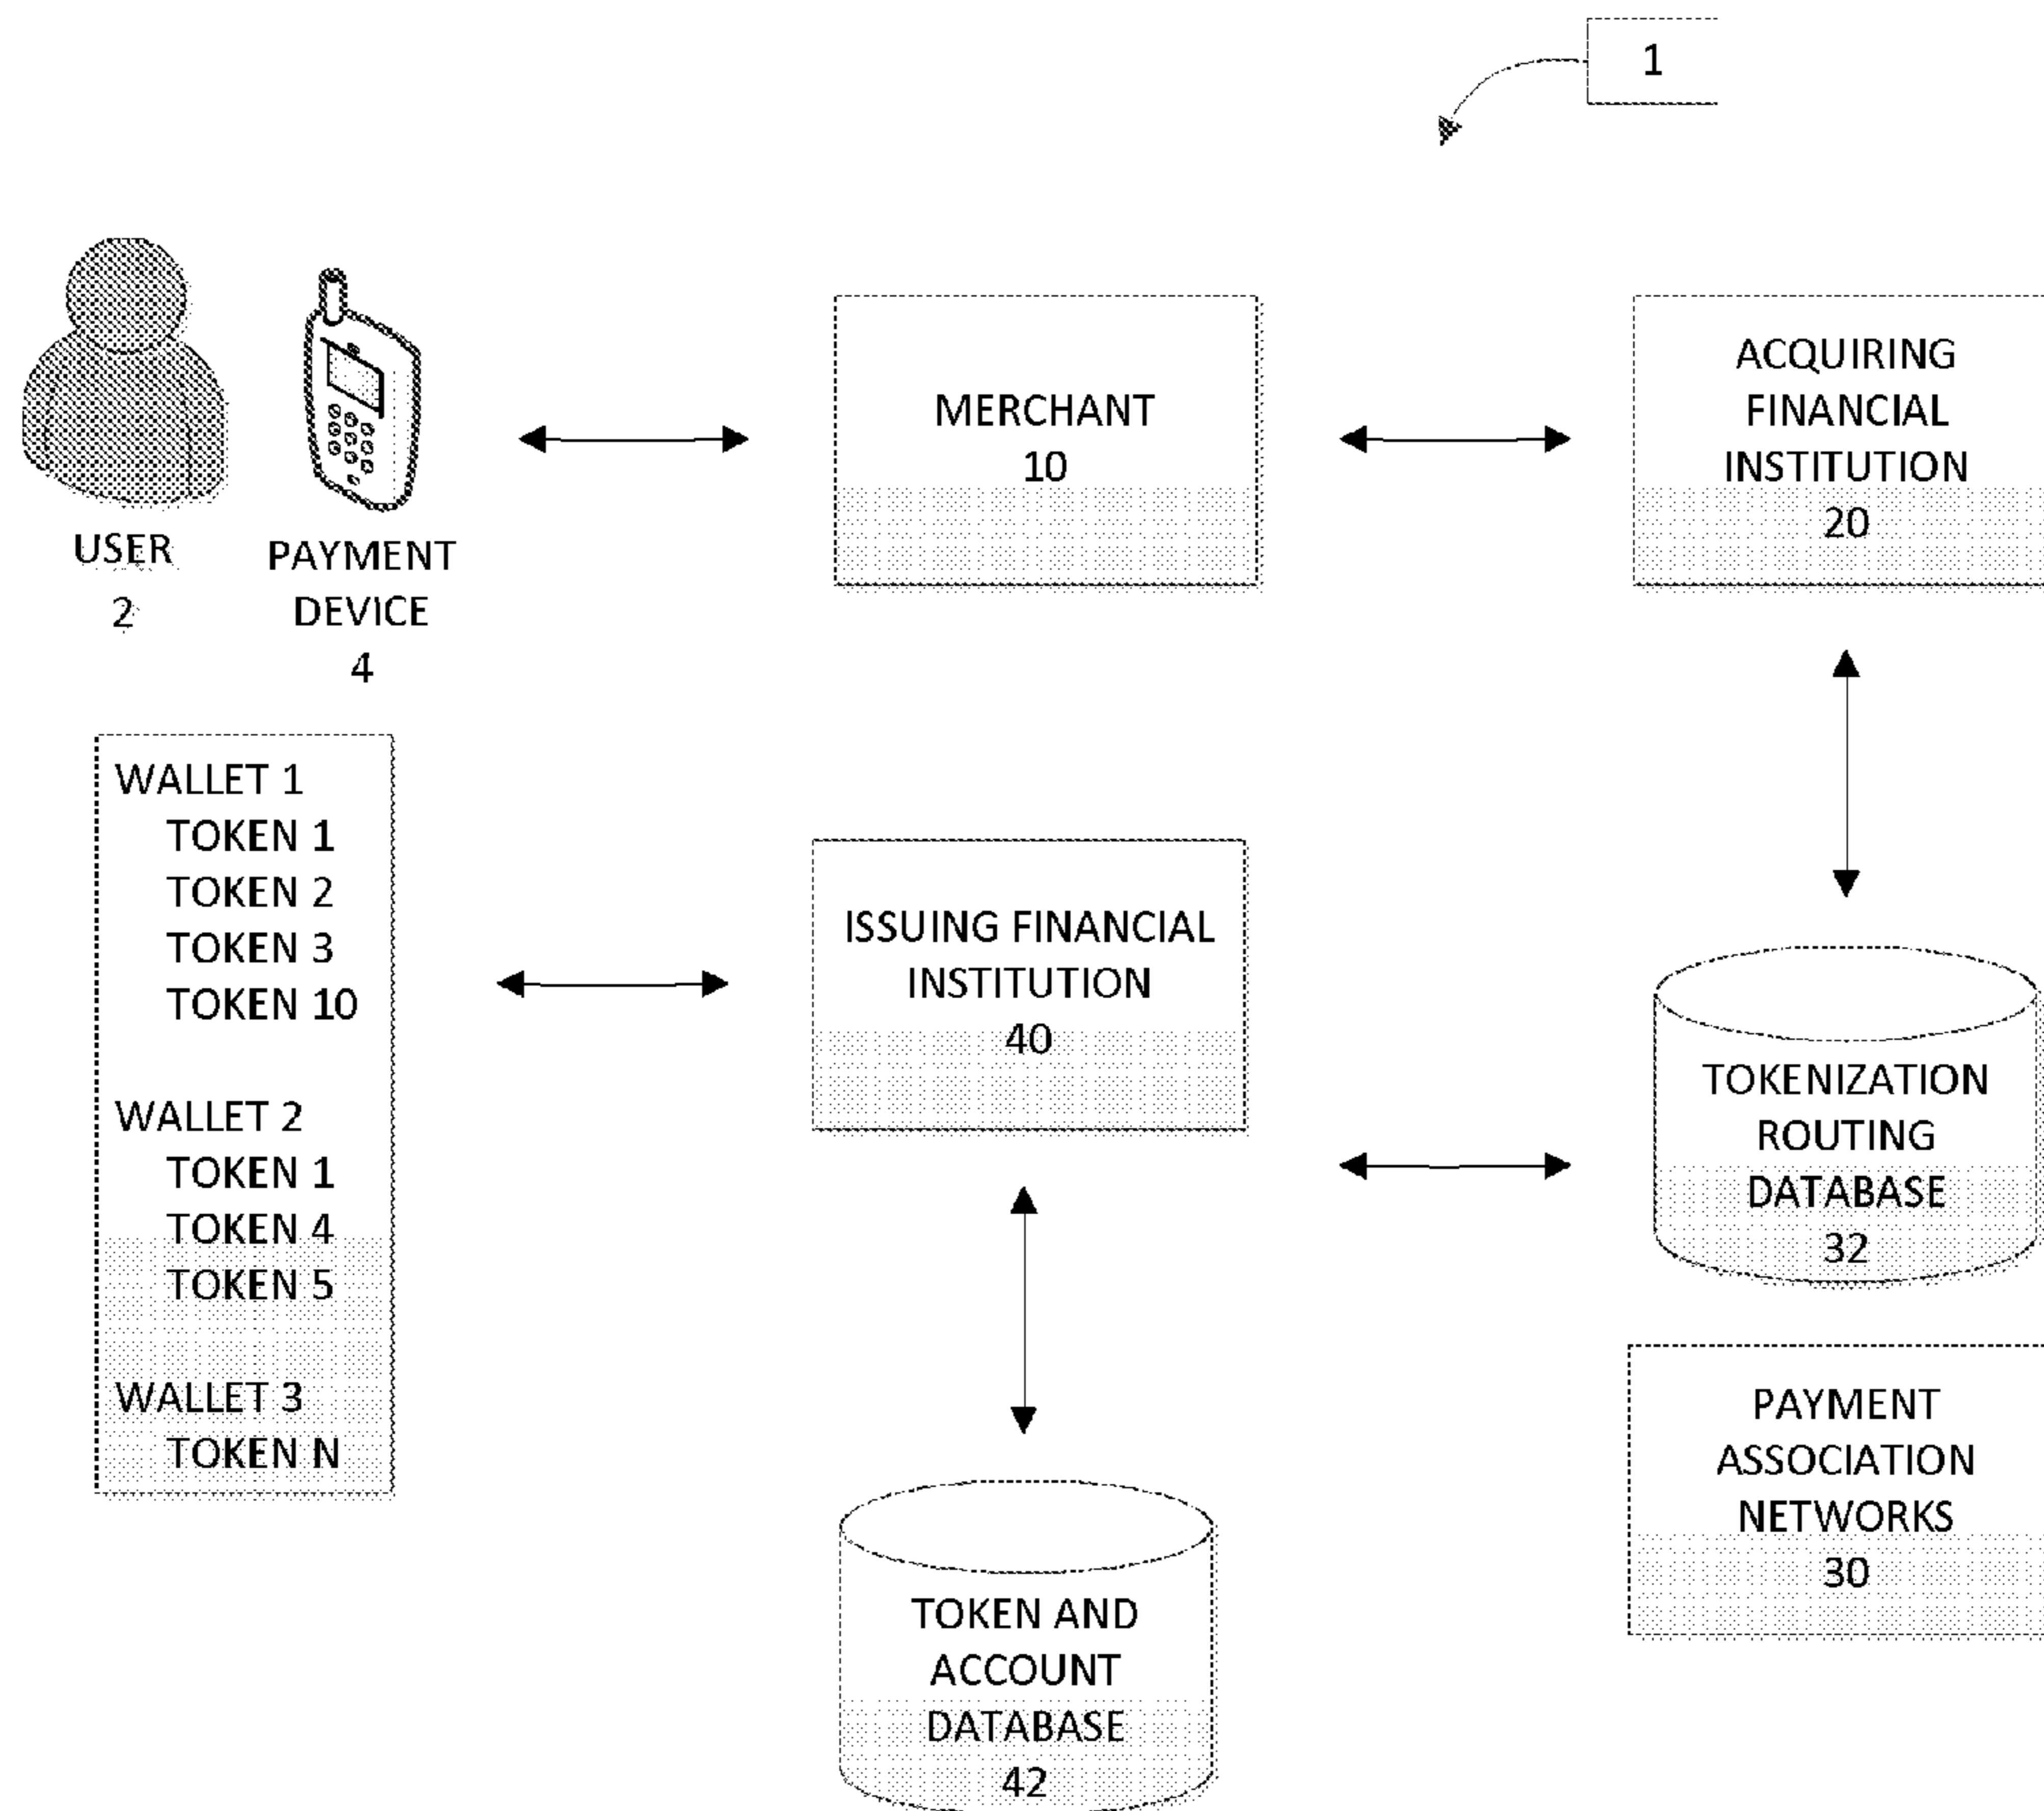 1
USER
2
PAYMENT
DEVICE
4
MERCHANT
10
ACQUIRING
FINANCIAL
INSTITUTION
20
WALLET 1
TOKEN 1
TOKEN 2
TOKEN 3
TOKEN 10
WALLET 2
TOKEN 1
TOKEN 4
TOKEN 5
WALLET 3
TOKEN N
ISSUING FINANCIAL
INSTITUTION
40
TOKENIZATION
ROUTING
DATABASE
32
PAYMENT
ASSOCIATION
NETWORKS
30
TOKEN AND
ACCOUNT
DATABASE
42